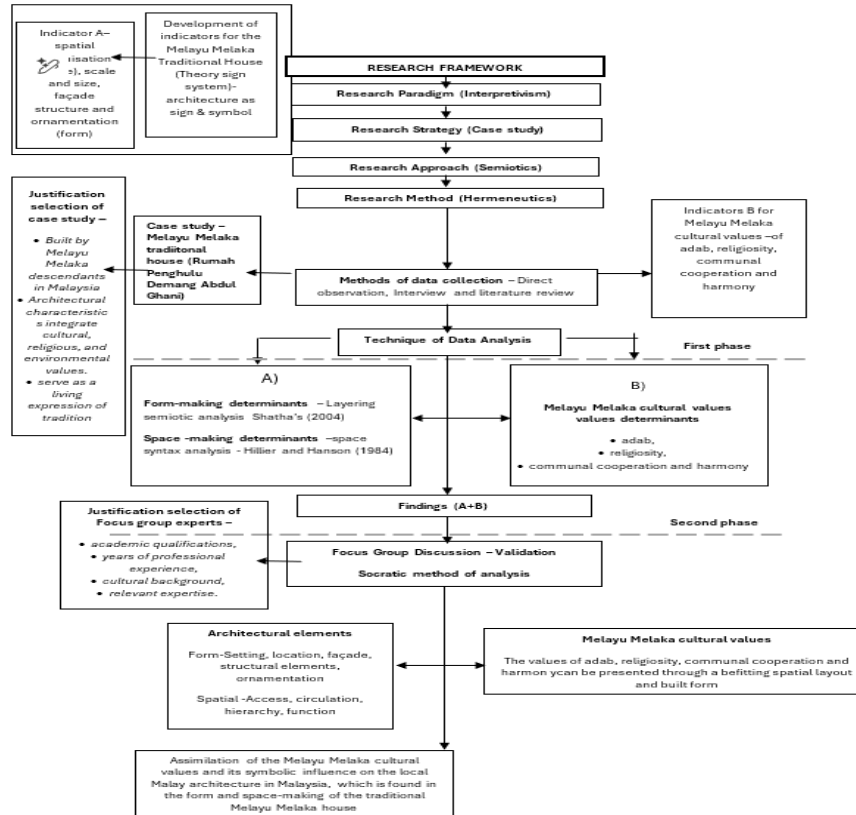 Indicator A–
spatial
isation
), scale
and size,
façade
structure and
ornamentation
(form)
Development of
indicators for the
Melayu Melaka
Traditional House
(Theory sign
system)-
architecture as
sign & symbol
RESEARCH FRAMEWORK
Research Paradigm (Interpretivism)
Research Strategy (Case study)
Research Approach (Semiotics)
Research Method (Hermeneutics)
Justification
selection of
case study –
• Built by
Melayu
Melaka
descendants
in Malaysia
• Architectural
characteristic
s integrate
cultural,
religious, and
environmental
values.
• serve as a
living
expression of
tradition
Case study –
Melayu Melaka
tradiitonal
house (Rumah
Penghulu
Demang Abdul
Ghani)
Methods of data collection – Direct
observation, Interview and literature review
Indicators B for
Melayu Melaka
cultural values –of
adab, religiosity,
communal
cooperation and
harmony
Technique of Data Analysis
First phase
A)
Form-making determinants – Layering
semiotic analysis Shatha's (2004)
Space -making determinants –space
syntax analysis - Hillier and Hanson (1984)
B)
Melayu Melaka cultural values
values determinants
• adab,
• religiosity,
• communal cooperation and harmony
Findings (A+B)
Second phase
Justification selection of
Focus group experts –
• academic qualifications,
• years of professional
experience,
• cultural background,
• relevant expertise.
Focus Group Discussion – Validation
Socratic method of analysis
Architectural elements
Form-Setting, location, façade,
structural elements,
ornamentation
Spatial -Access, circulation,
hierarchy, function
Melayu Melaka cultural values
The values of adab, religiosity, communal cooperation and
harmon ycan be presented through a befitting spatial layout
and built form
Assimilation of the Melayu Melaka cultural
values and its symbolic influence on the local
Malay architecture in Malaysia, which is found in
the form and space-making of the traditional
Melayu Melaka house